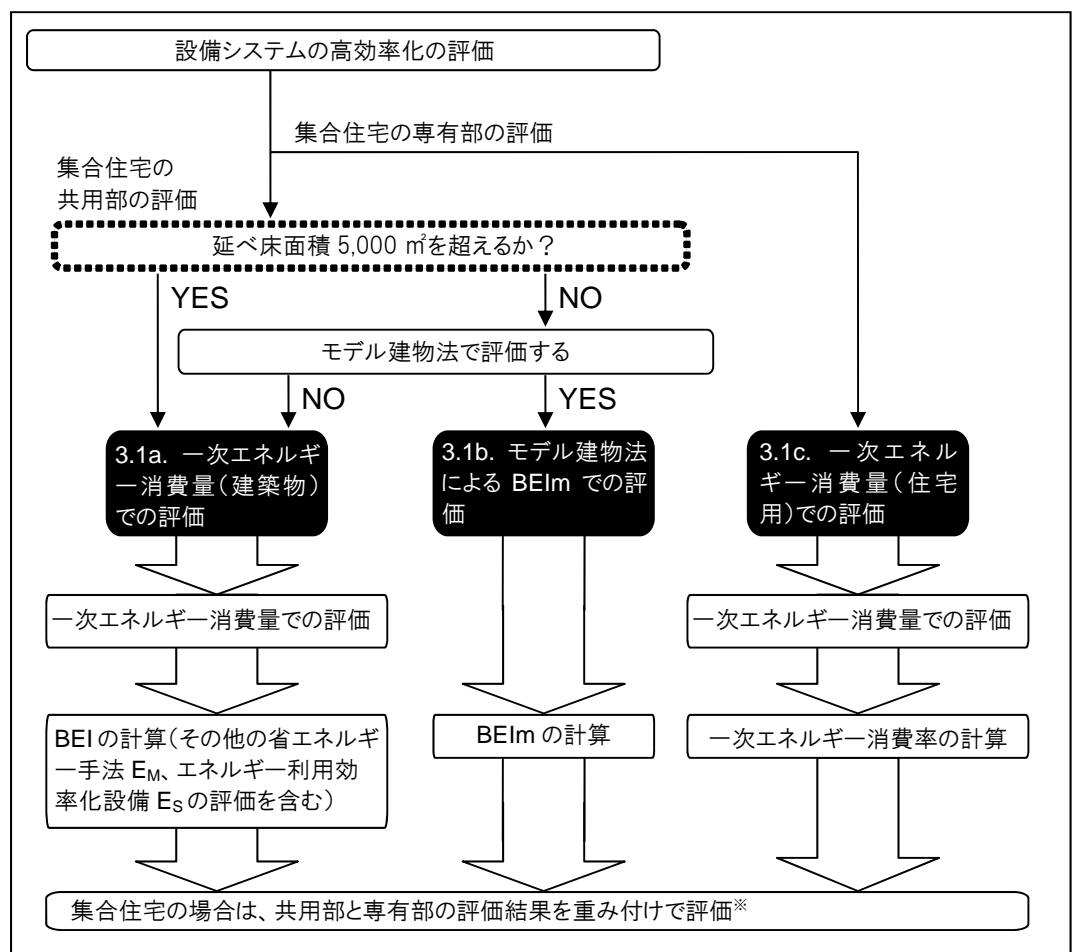 設備システムの高効率化の評価
集合住宅の専有部の評価
集合住宅の
共用部の評価
延べ床面積 5,000 ㎡を超えるか？
YES
NO
モデル建物法で評価する
NO
YES
3.1a. 一次エネルギ
ー消費量（建築物）
での評価
3.1b. モデル建物法
による BEIm での評
価
3.1c. 一次エネル
ギー消費量（住宅
用）での評価
一次エネルギー消費量での評価
一次エネルギー消費量での評価
BEI の計算（その他の省エネルギ
ー手法 EM、エネルギー利用効
率化設備 ES の評価を含む）
BEIm の計算
一次エネルギー消費率の計算
集合住宅の場合は、共用部と専有部の評価結果を重み付けで評価※